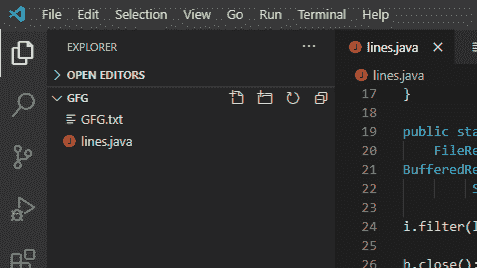 File Edit Selection View Go Run Terminal Help
EXPLORER
OPEN EDITORS
GFG
GFG.txt
lines.java
lines.java
lines.java
17 }
18
19 public sta
20 FileRe
21 BufferedRe
22 S
23
24 i.filter(l
25
26 h.close();